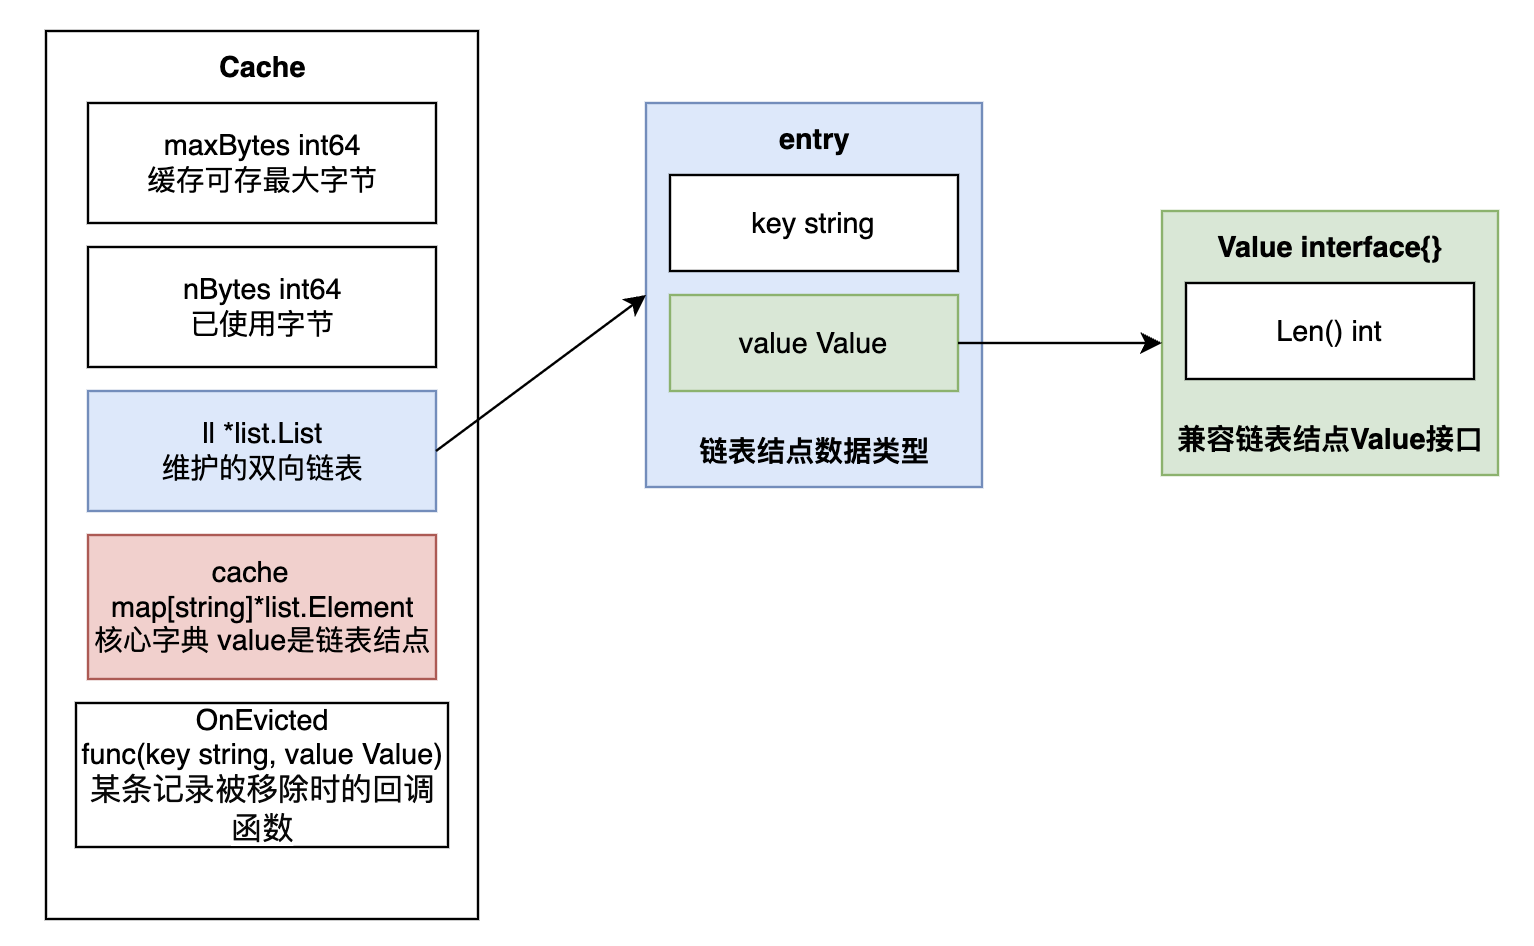 Cache
maxBytes int64
缓存可存最大字节
nBytes int64
已使用字节
ll *list.List
维护的双向链表
cache
map[string]*list.Element
核心字典 value是链表结点
OnEvicted
func(key string, value Value)
某条记录被移除时的回调
函数
entry
key string
value Value
链表结点数据类型
Value interface{}
Len() int
兼容链表结点Value接口